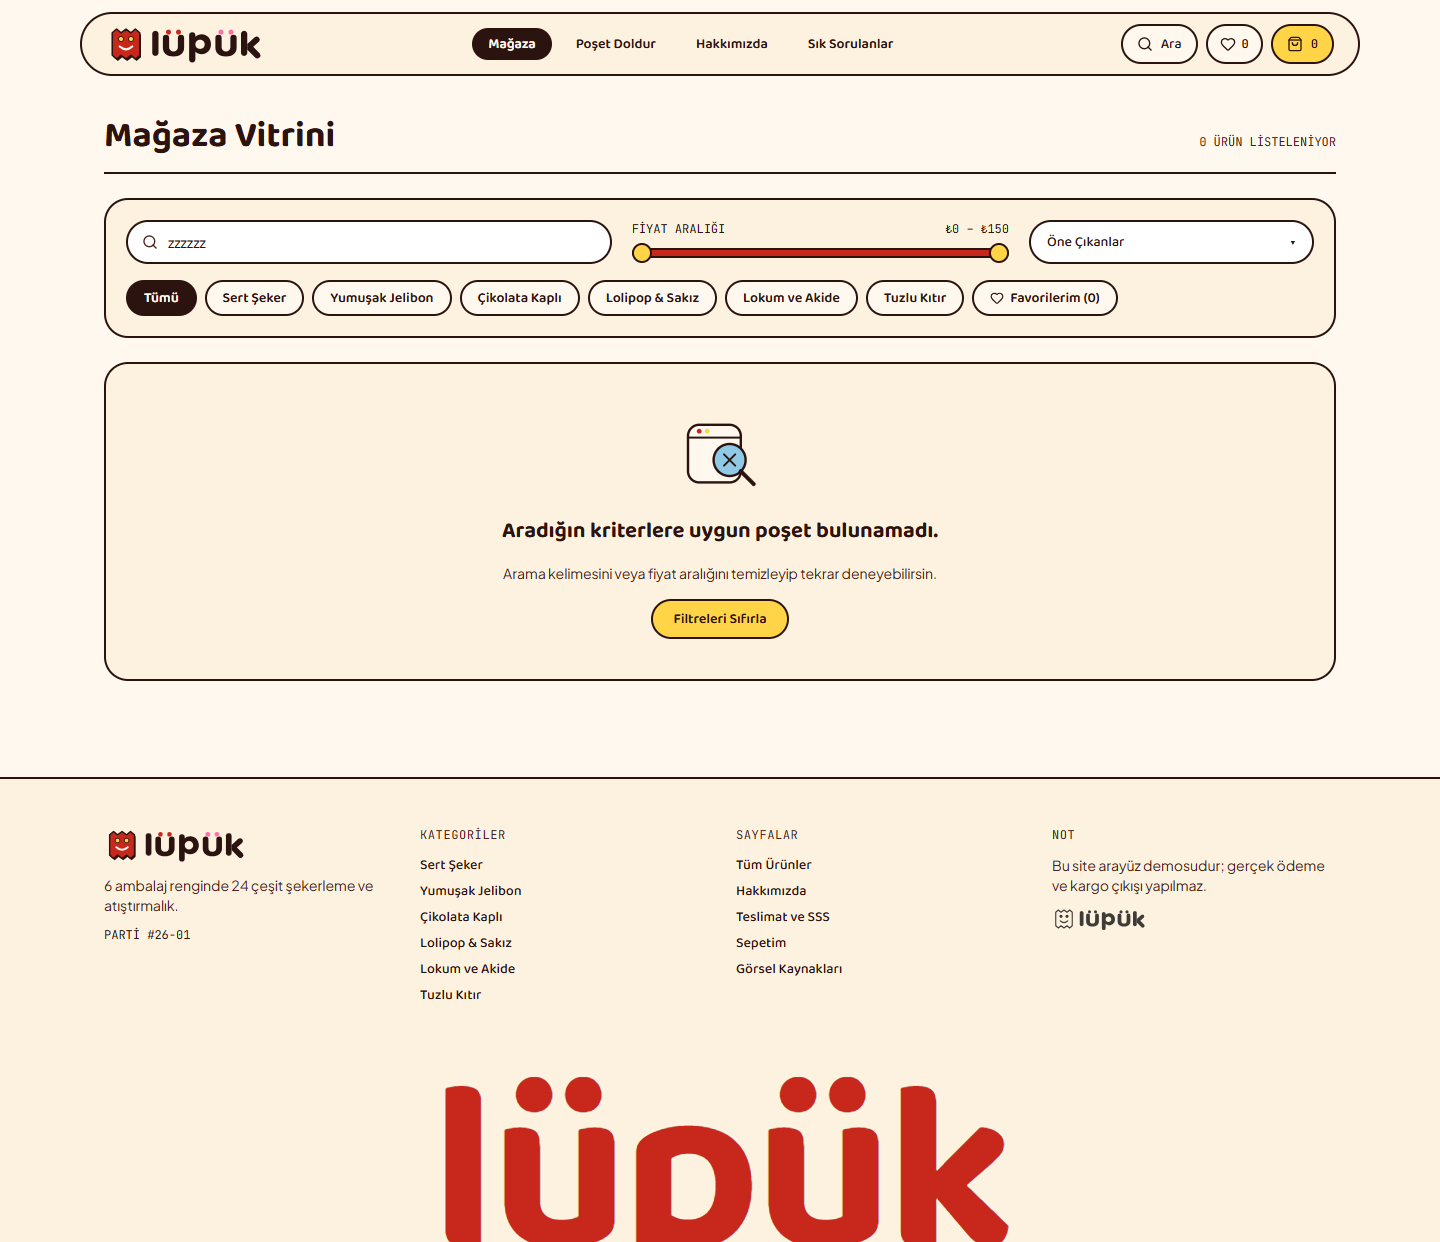 lüpük
Mağaza
Poşet Doldur
Hakkımızda
Sık Sorulanlar
Ara
0
0
Mağaza Vitrini
0 ÜRÜN LİSTELENİYOR
zzzzzz
FİYAT ARALIĞI
₺0 – ₺150
Öne Çıkanlar
Tümü
Sert Şeker
Yumuşak Jelibon
Çikolata Kaplı
Lolipop & Sakız
Lokum ve Akide
Tuzlu Kıtır
Favorilerim (0)
Aradığın kriterlere uygun poşet bulunamadı.
Arama kelimesini veya fiyat aralığını temizleyip tekrar deneyebilirsin.
Filtreleri Sıfırla
lüpük
6 ambalaj renginde 24 çeşit şekerleme ve
atıştırmalık.
PARTİ #26-01
KATEGORİLER
Sert Şeker
Yumuşak Jelibon
Çikolata Kaplı
Lolipop & Sakız
Lokum ve Akide
Tuzlu Kıtır
SAYFALAR
Tüm Ürünler
Hakkımızda
Teslimat ve SSS
Sepetim
Görsel Kaynakları
NOT
Bu site arayüz demosudur; gerçek ödeme
ve kargo çıkışı yapılmaz.
lüpük
lüpük